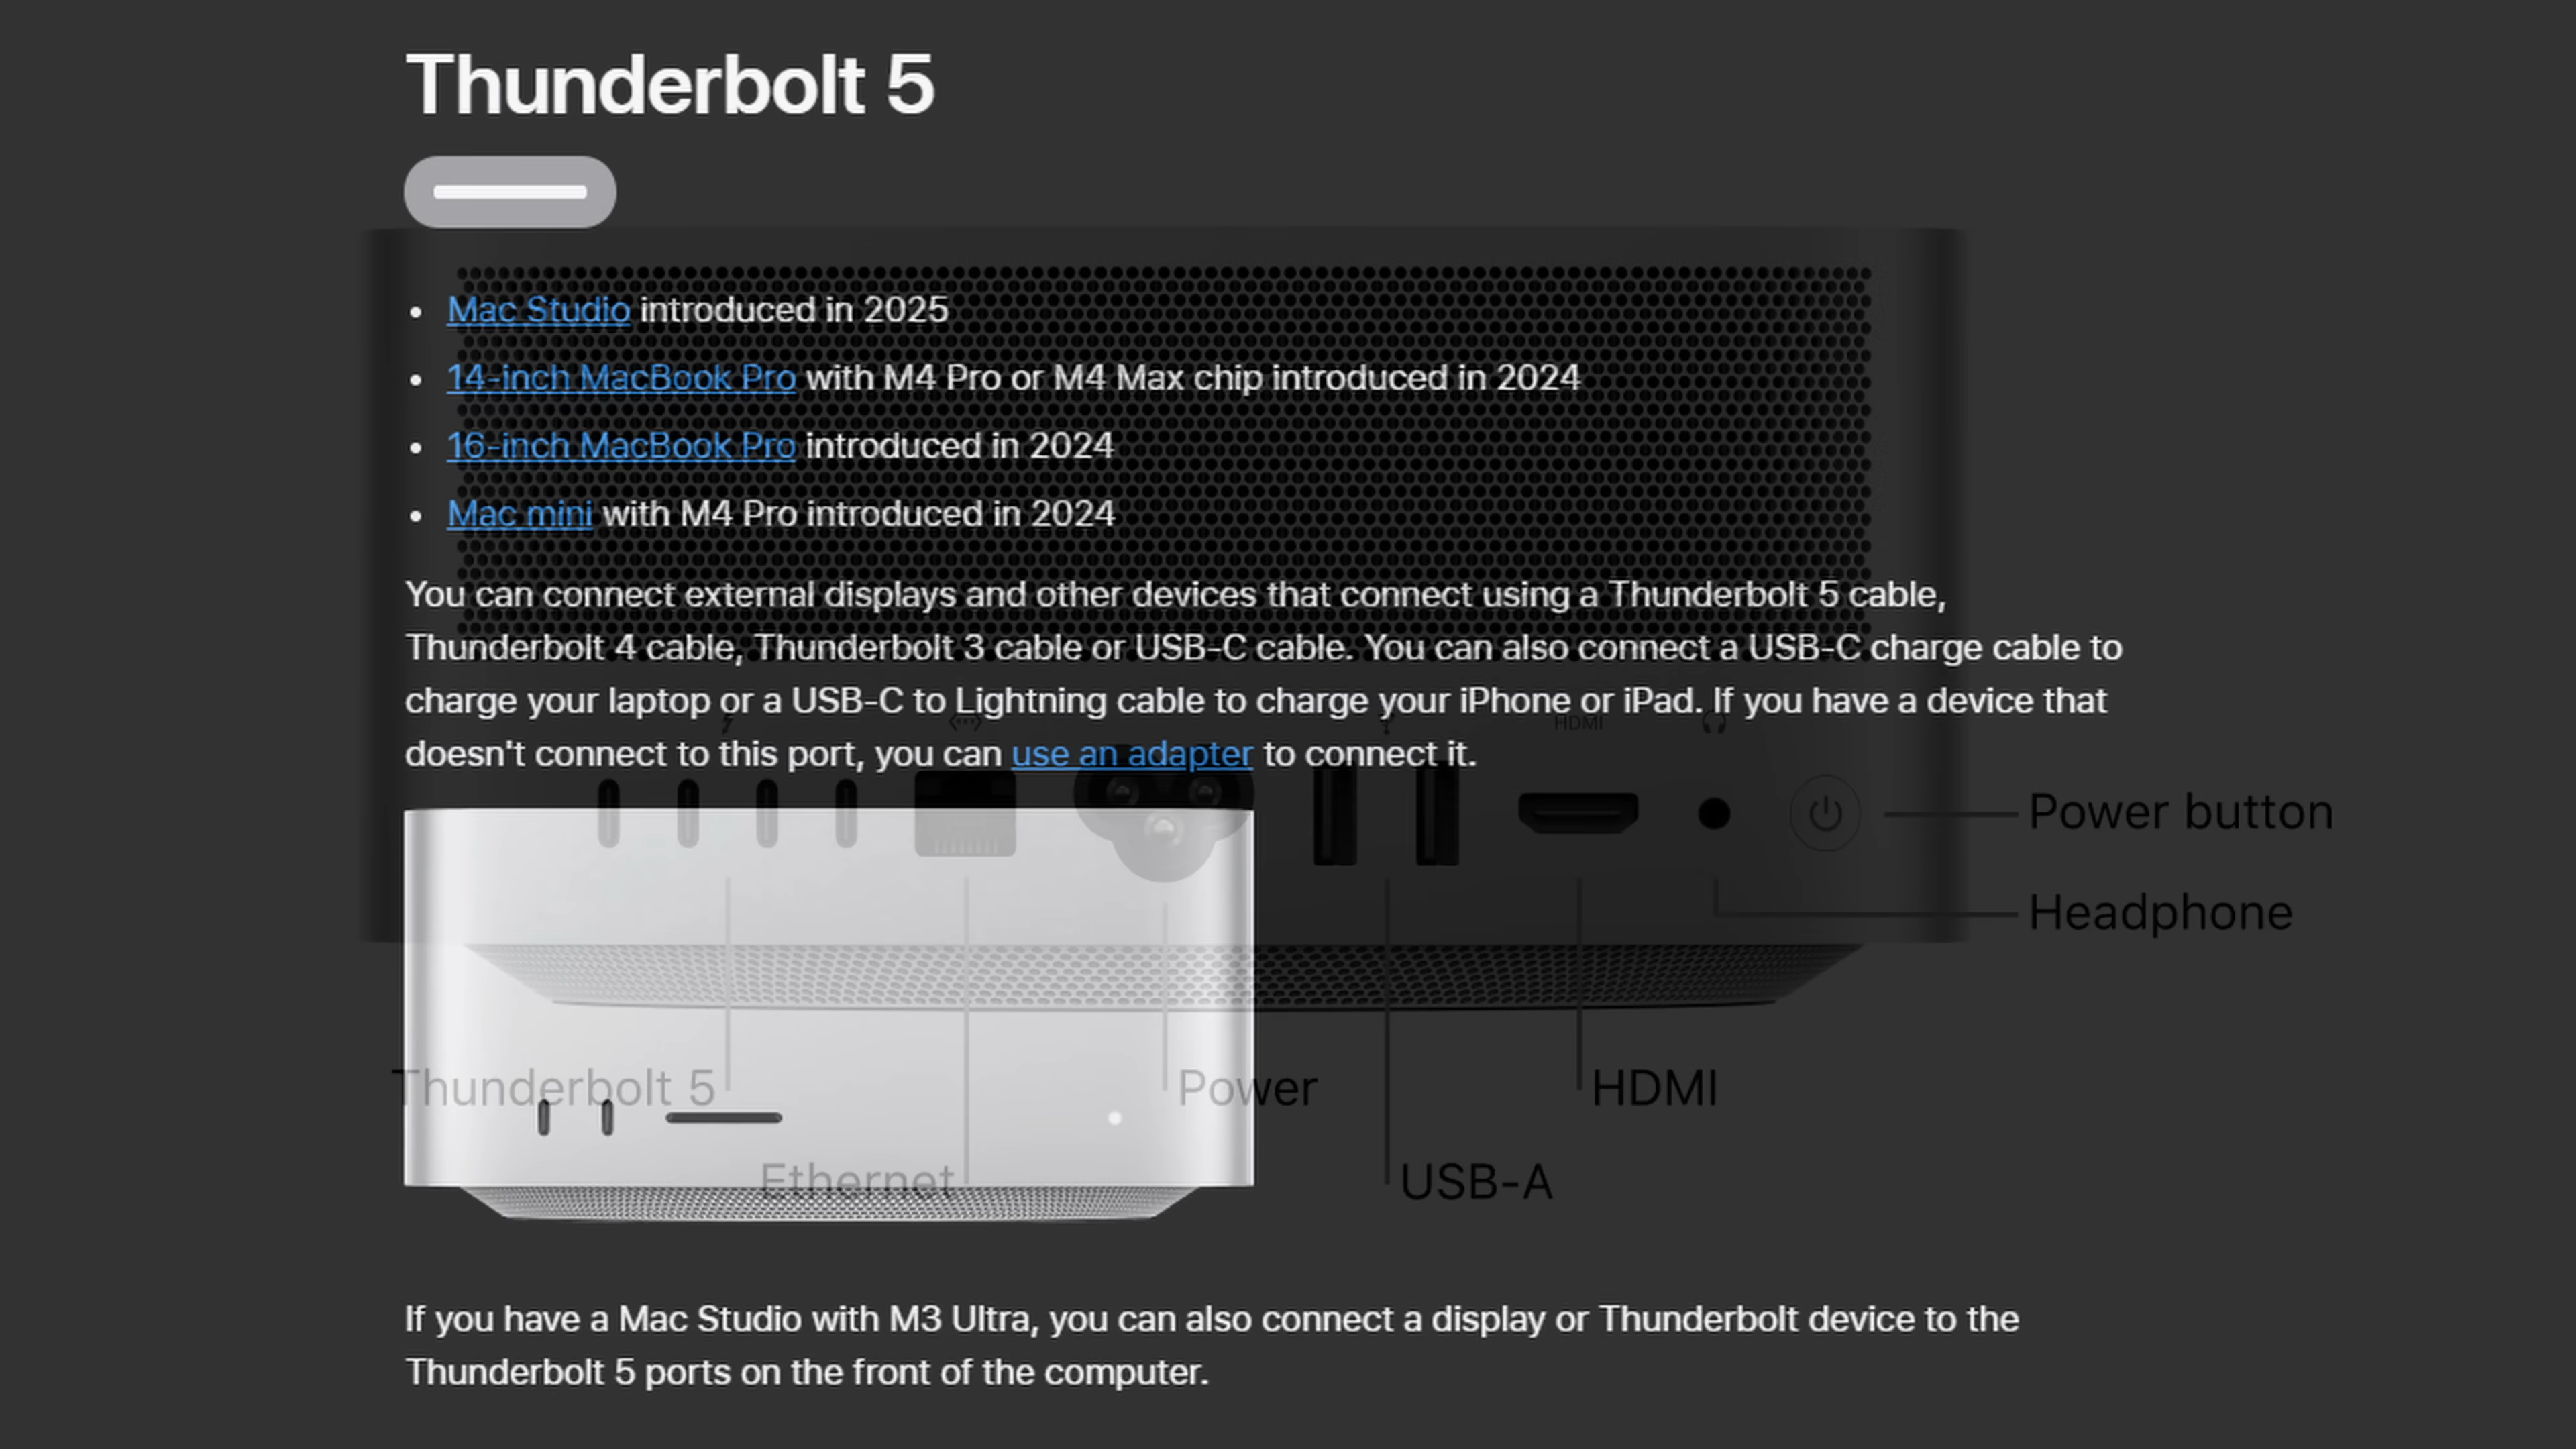 Thunderbolt 5
• Mac Studio introduced in 2025
• 14-inch MacBook Pro with M4 Pro or M4 Max chip introduced in 2024
• 16-inch MacBook Pro introduced in 2024
• Mac mini with M4 Pro introduced in 2024
You can connect external displays and other devices that connect using a Thunderbolt 5 cable,
Thunderbolt 4 cable, Thunderbolt 3 cable or USB-C cable. You can also connect a USB-C charge cable to
charge your laptop or a USB-C to Lightning cable to charge your iPhone or iPad. If you have a device that
HDMI
doesn't connect to this port, you can use an adapter to connect it.
Power button
Headphone
Thunderbolt 5
Power
HDMI
Ethernet
USB-A
If you have a Mac Studio with M3 Ultra, you can also connect a display or Thunderbolt device to the
Thunderbolt 5 ports on the front of the computer.